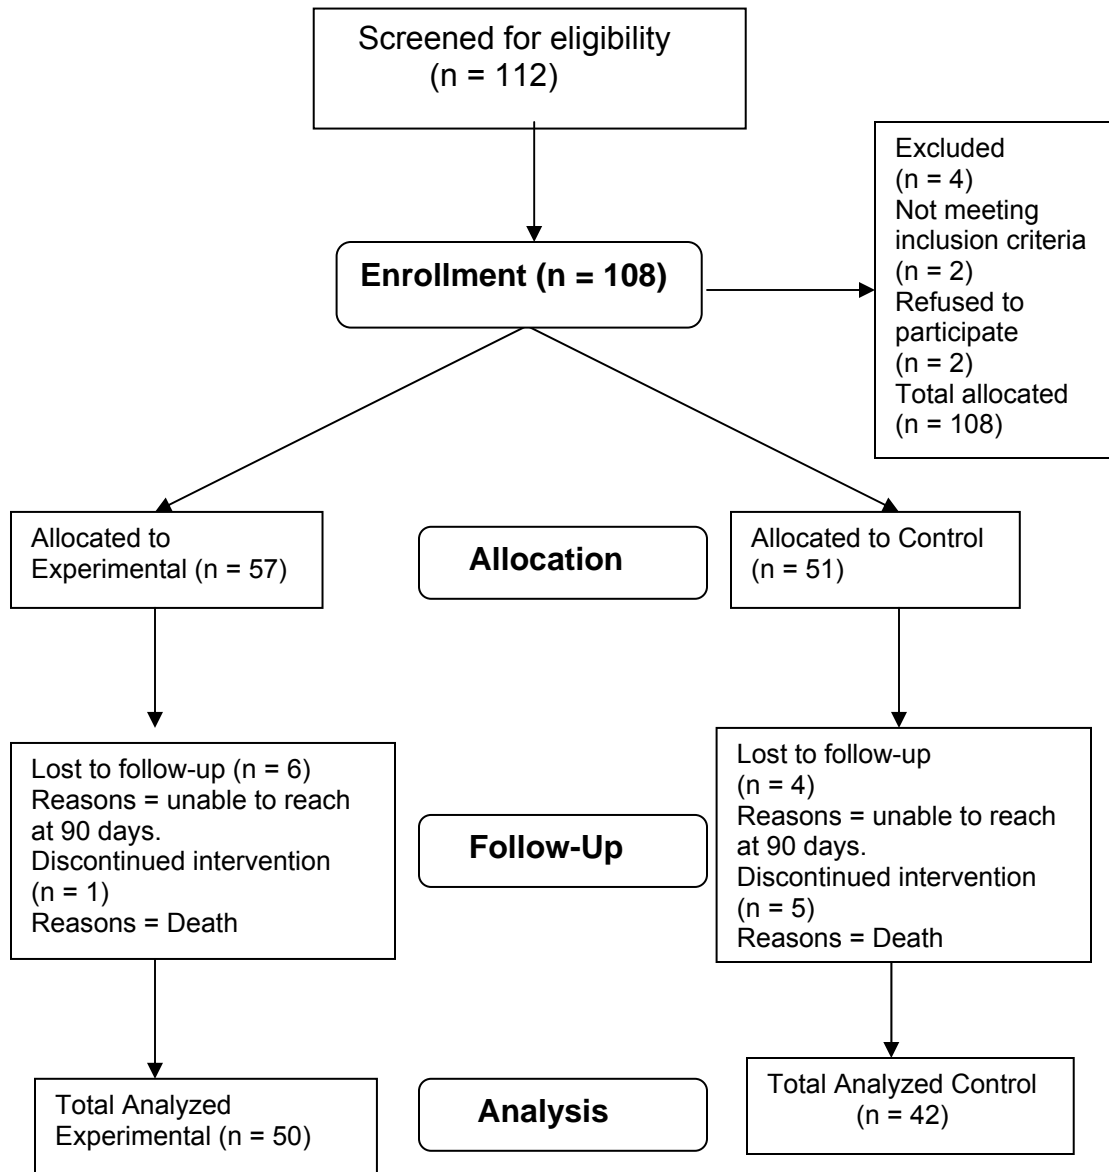 Screened for eligibility
(n = 112)
Excluded
(n = 4)
Not meeting
inclusion criteria
(n = 2)
Refused to
participate
(n = 2)
Total allocated
(n = 108)
Enrollment (n = 108)
Allocated to
Experimental (n = 57)
Allocation
Allocated to Control
(n = 51)
Lost to follow-up (n = 6)
Reasons = unable to reach
at 90 days.
Discontinued intervention
(n = 1)
Reasons = Death
Follow-Up
Lost to follow-up
(n = 4)
Reasons = unable to reach
at 90 days.
Discontinued intervention
(n = 5)
Reasons = Death
Total Analyzed
Experimental (n = 50)
Analysis
Total Analyzed Control
(n = 42)